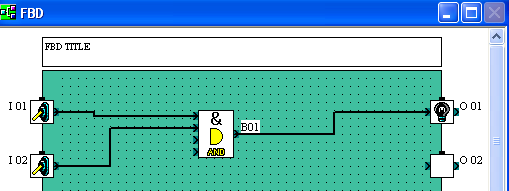 FBD
FBD TITLE
I 01
&
B01
O 01
AND
I 02
O 02